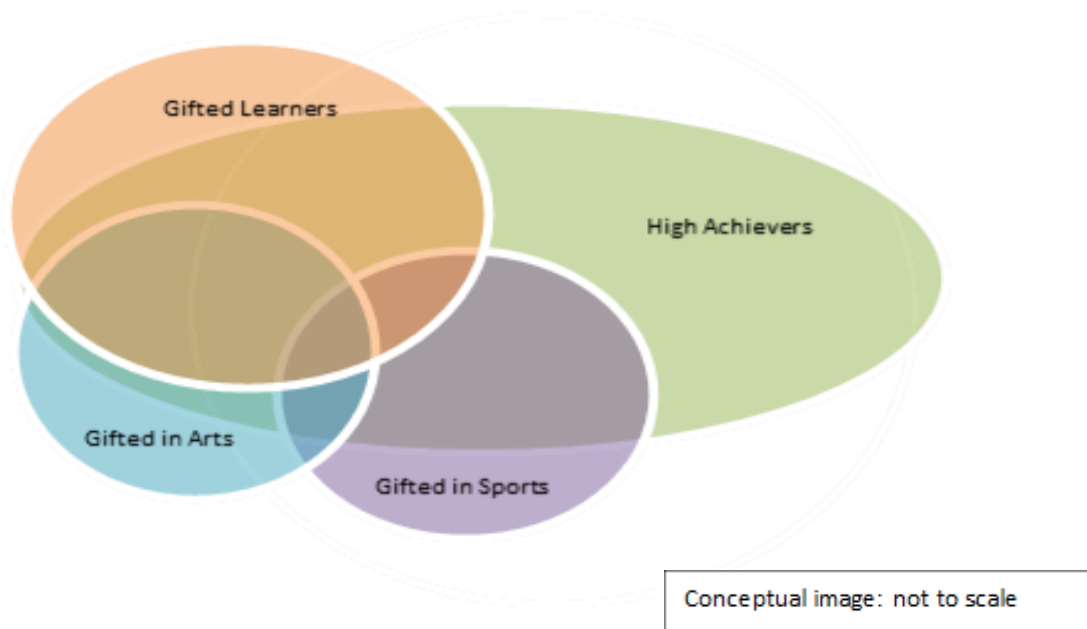 Gifted Learners
High Achievers
Gifted in Arts
Gifted in Sports
Conceptual image: not to scale